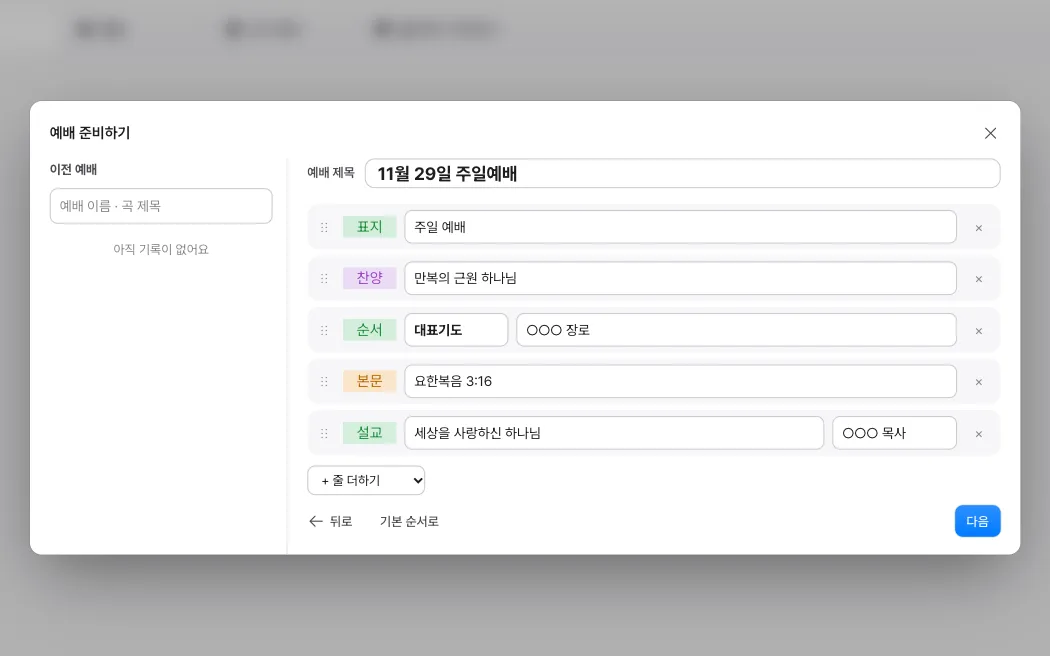 예배 준비하기
이전 예배
예배 이름 · 곡 제목
아직 기록이 없어요
예배 제목 11월 29일 주일예배
표지 주일 예배 ×
찬양 만복의 근원 하나님 ×
순서 대표기도 ○○○ 장로 ×
본문 요한복음 3:16 ×
설교 세상을 사랑하신 하나님 ○○○ 목사 ×
+ 줄 더하기
← 뒤로 기본 순서로 다음